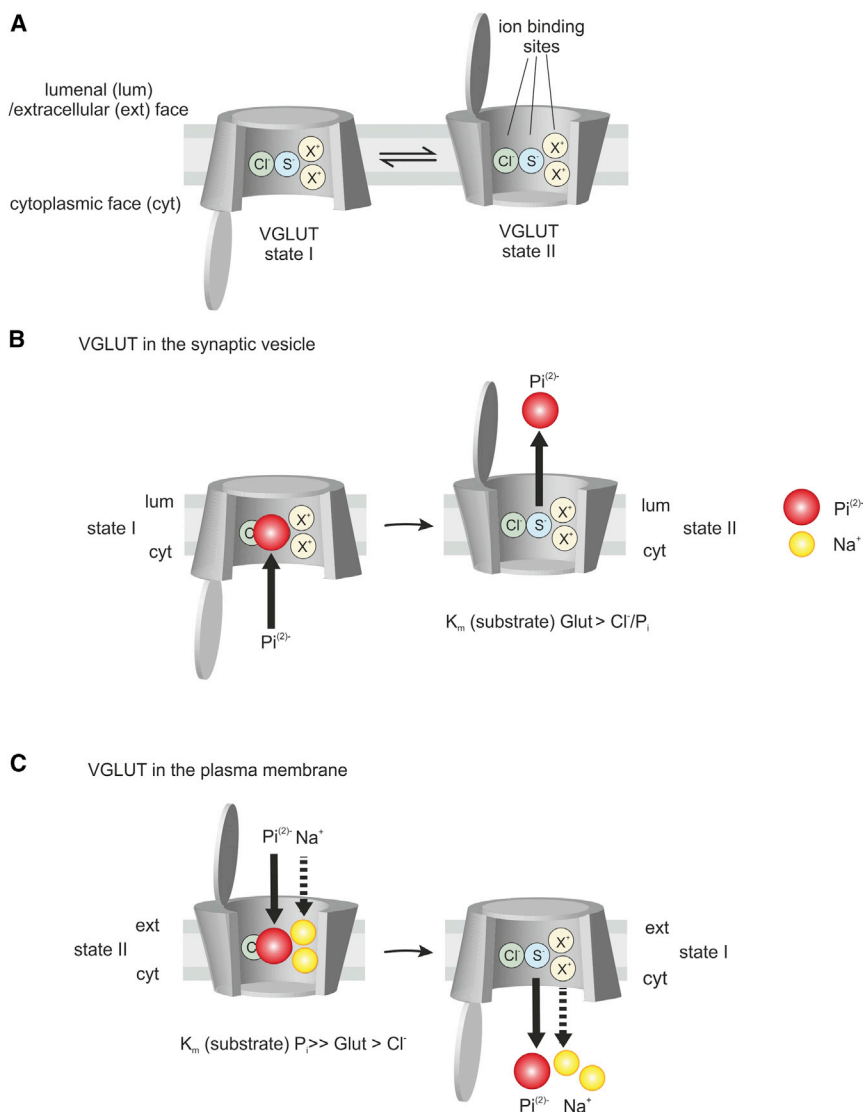 A
ion binding
sites
lumenal (lum)
/extracellular (ext) face
Cl⁻ S⁻ X⁺ X⁺
Cl⁻ S⁻ X⁺ X⁺
cytoplasmic face (cyt)
VGLUT
state I
VGLUT
state II
B
VGLUT in the synaptic vesicle
Pi⁽²⁾⁻
lum
state I
cyt
C X⁺ X⁺
Cl⁻ S⁻ X⁺ X⁺
lum
state II
cyt
Pi⁽²⁾⁻
Na⁺
Pi⁽²⁾⁻
Kₘ (substrate) Glut > Cl⁻/Pᵢ
C
VGLUT in the plasma membrane
Pi⁽²⁾⁻ Na⁺
ext
state II
cyt
C
Cl⁻ S⁻ X⁺ X⁺
ext
state I
cyt
Kₘ (substrate) Pᵢ>> Glut > Cl⁻
Pi⁽²⁾⁻ Na⁺